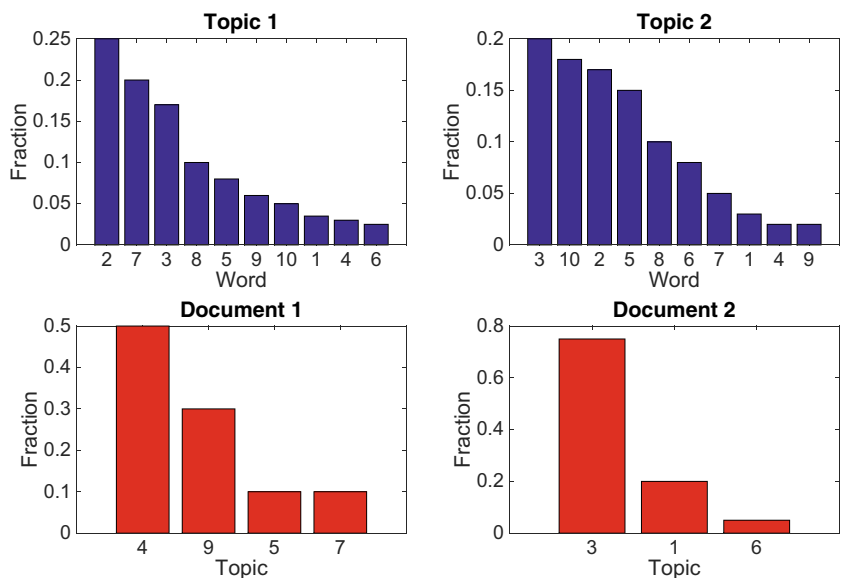 Topic 1
Fraction
0.25
0.2
0.15
0.1
0.05
0
2 7 3 8 5 9 10 1 4 6
Word
Topic 2
Fraction
0.2
0.15
0.1
0.05
0
3 10 2 5 8 6 7 1 4 9
Word
Document 1
Fraction
0.5
0.4
0.3
0.2
0.1
0
4 9 5 7
Topic
Document 2
Fraction
0.8
0.6
0.4
0.2
0
3 1 6
Topic